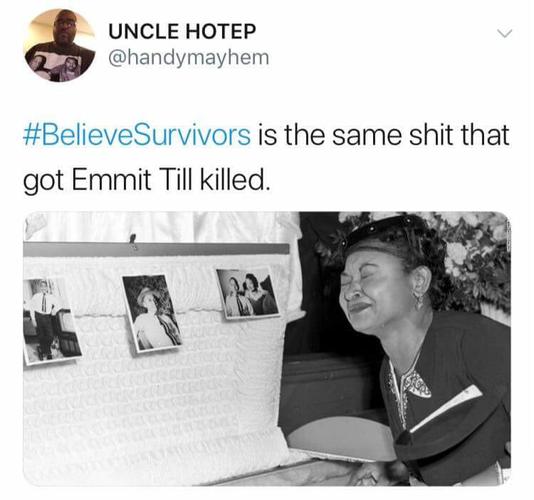 UNCLE HOTEP
@handymayhem
#BelieveSurvivors is the same shit that
got Emmit Till killed.